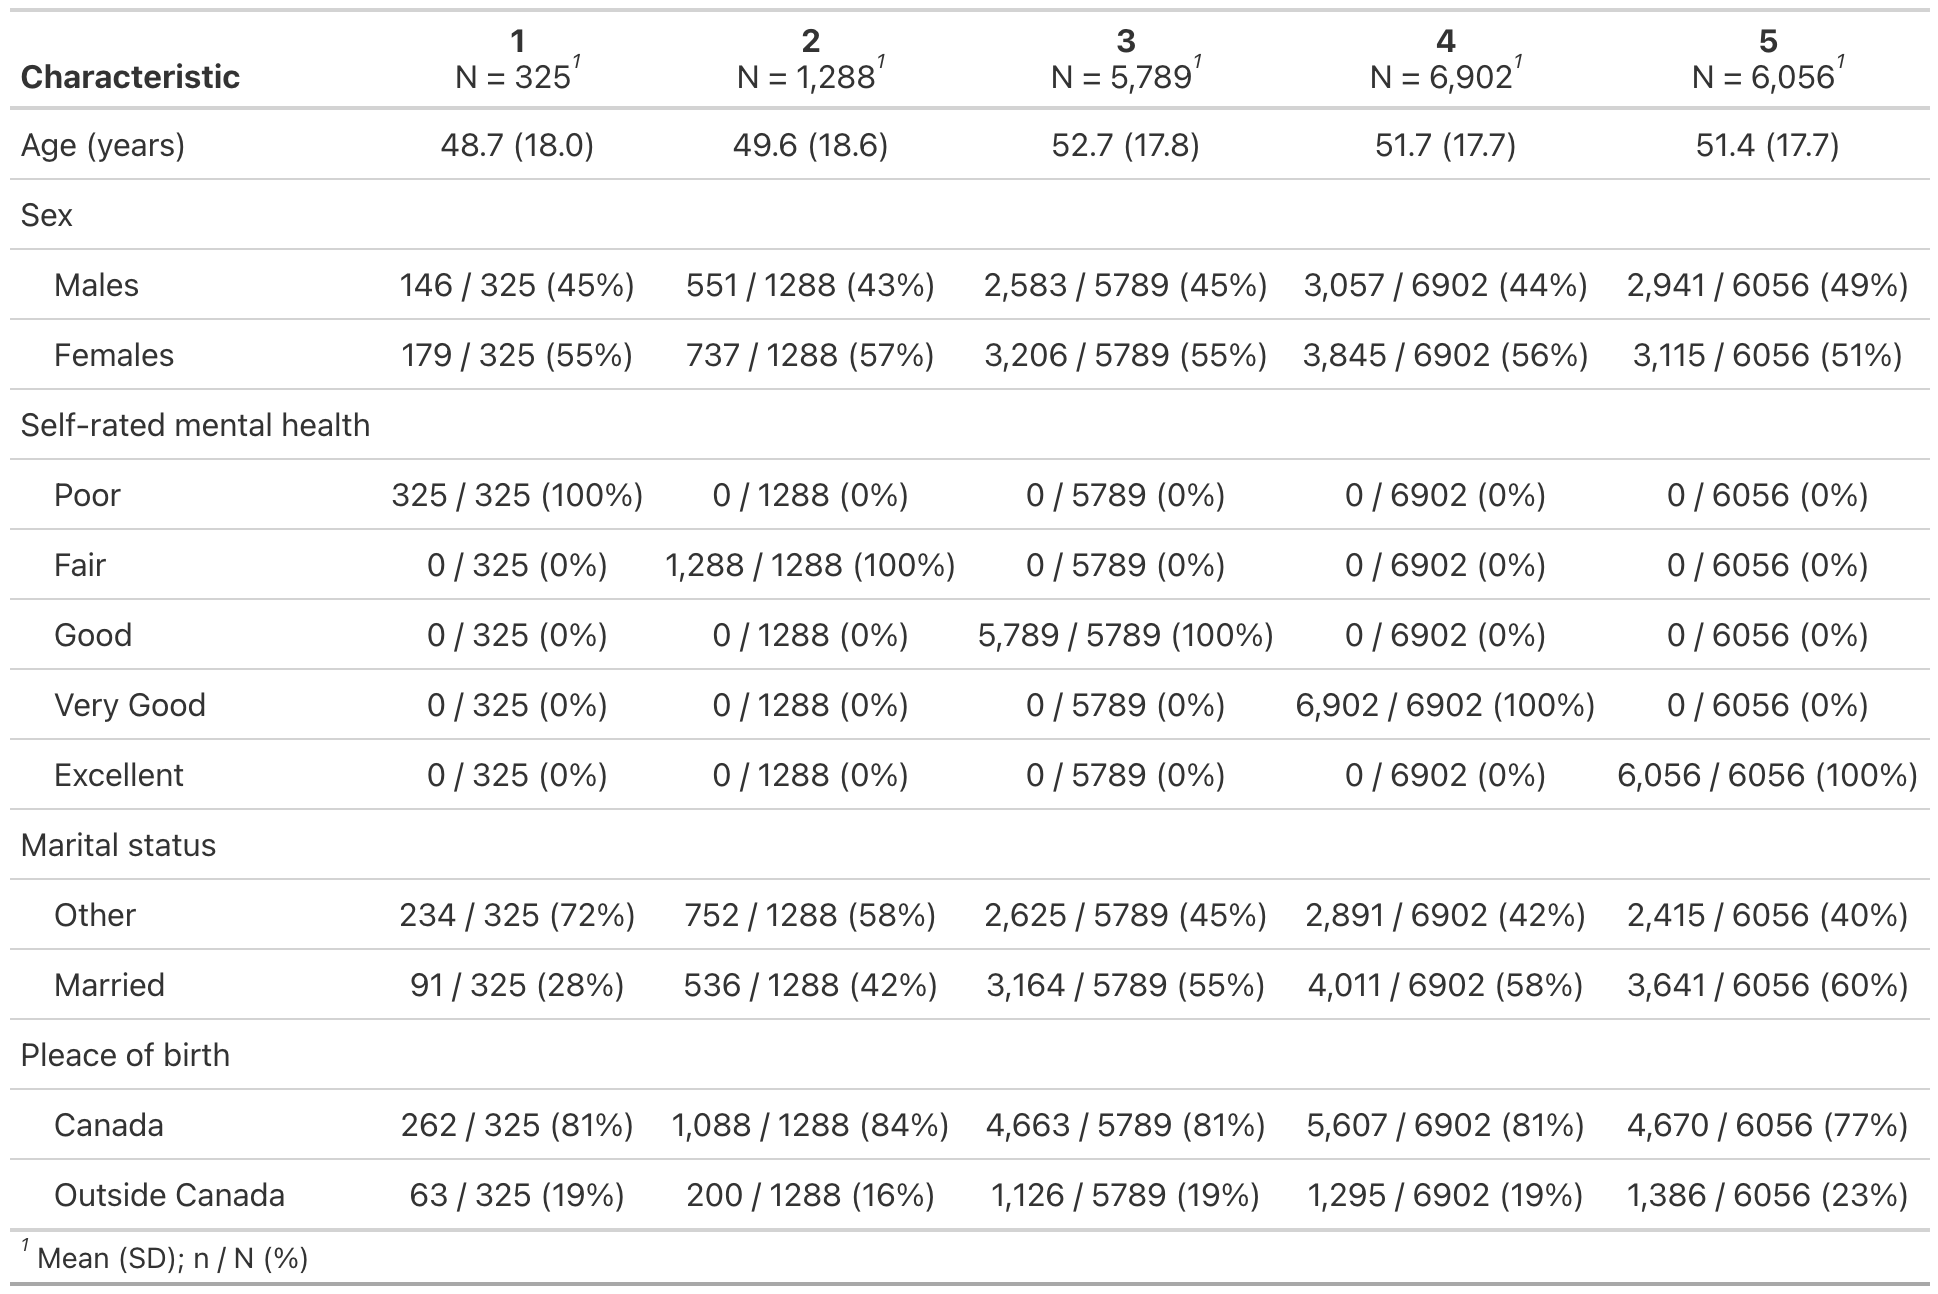 Characteristic 1 N = 325¹ 2 N = 1,288¹ 3 N = 5,789¹ 4 N = 6,902¹ 5 N = 6,056¹
Age (years) 48.7 (18.0) 49.6 (18.6) 52.7 (17.8) 51.7 (17.7) 51.4 (17.7)
Sex
Males 146 / 325 (45%) 551 / 1288 (43%) 2,583 / 5789 (45%) 3,057 / 6902 (44%) 2,941 / 6056 (49%)
Females 179 / 325 (55%) 737 / 1288 (57%) 3,206 / 5789 (55%) 3,845 / 6902 (56%) 3,115 / 6056 (51%)
Self-rated mental health
Poor 325 / 325 (100%) 0 / 1288 (0%) 0 / 5789 (0%) 0 / 6902 (0%) 0 / 6056 (0%)
Fair 0 / 325 (0%) 1,288 / 1288 (100%) 0 / 5789 (0%) 0 / 6902 (0%) 0 / 6056 (0%)
Good 0 / 325 (0%) 0 / 1288 (0%) 5,789 / 5789 (100%) 0 / 6902 (0%) 0 / 6056 (0%)
Very Good 0 / 325 (0%) 0 / 1288 (0%) 0 / 5789 (0%) 6,902 / 6902 (100%) 0 / 6056 (0%)
Excellent 0 / 325 (0%) 0 / 1288 (0%) 0 / 5789 (0%) 0 / 6902 (0%) 6,056 / 6056 (100%)
Marital status
Other 234 / 325 (72%) 752 / 1288 (58%) 2,625 / 5789 (45%) 2,891 / 6902 (42%) 2,415 / 6056 (40%)
Married 91 / 325 (28%) 536 / 1288 (42%) 3,164 / 5789 (55%) 4,011 / 6902 (58%) 3,641 / 6056 (60%)
Pleace of birth
Canada 262 / 325 (81%) 1,088 / 1288 (84%) 4,663 / 5789 (81%) 5,607 / 6902 (81%) 4,670 / 6056 (77%)
Outside Canada 63 / 325 (19%) 200 / 1288 (16%) 1,126 / 5789 (19%) 1,295 / 6902 (19%) 1,386 / 6056 (23%)
¹ Mean (SD); n / N (%)